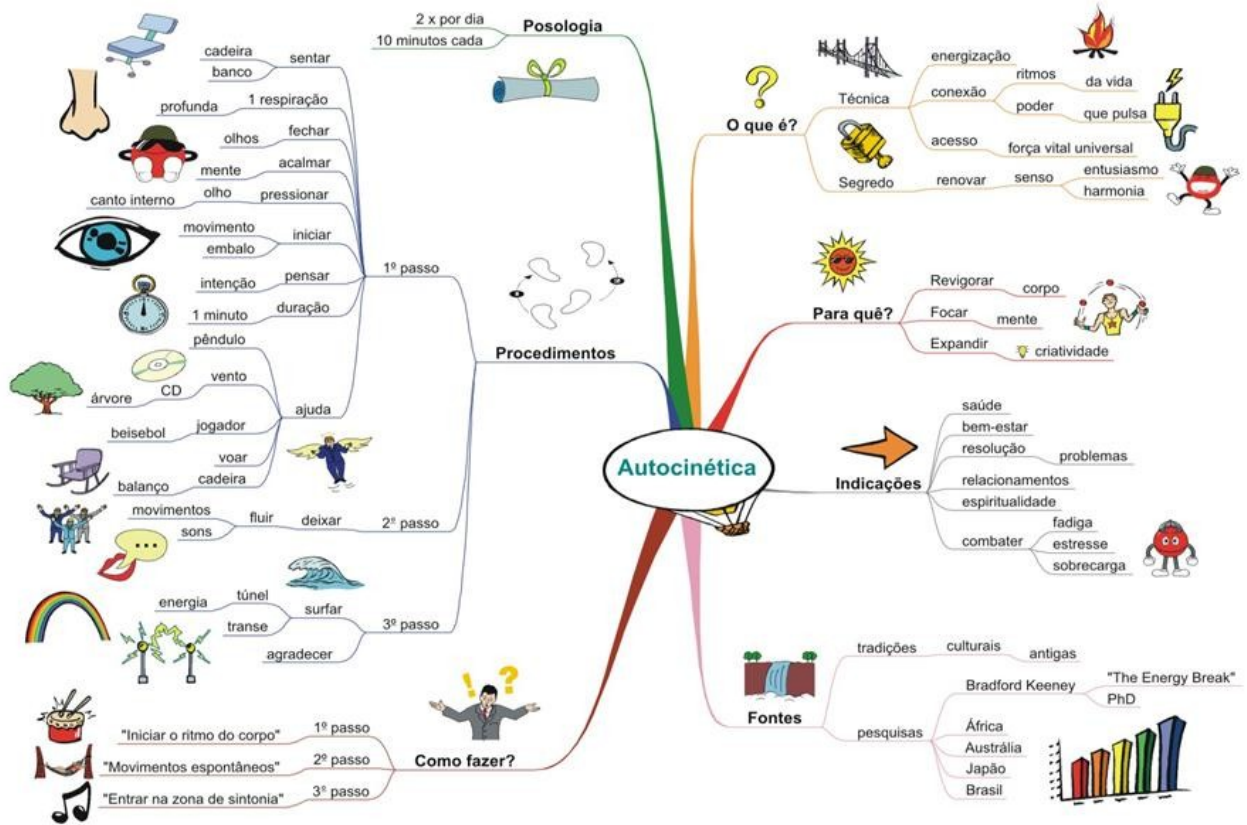 Autocinética
Posologia
2 x por dia
10 minutos cada
O que é?
Técnica
energização
conexão
ritmos
da vida
poder
que pulsa
acesso
força vital universal
Segredo
renovar
senso
entusiasmo
harmonia
Para quê?
Revigorar
corpo
Focar
mente
Expandir
criatividade
Indicações
saúde
bem-estar
resolução
problemas
relacionamentos
espiritualidade
combater
fadiga
estresse
sobrecarga
Fontes
tradições
culturais
antigas
pesquisas
Bradford Keeney
"The Energy Break"
PhD
África
Austrália
Japão
Brasil
Como fazer?
1º passo
"Iniciar o ritmo do corpo"
2º passo
"Movimentos espontâneos"
3º passo
"Entrar na zona de sintonia"
Procedimentos
1º passo
sentar
cadeira
banco
1 respiração
profunda
fechar
olhos
acalmar
mente
pressionar
olho
canto interno
iniciar
movimento
embalo
pensar
intenção
duração
1 minuto
ajuda
pêndulo
vento
CD
árvore
jogador
beisebol
voar
cadeira
balanço
2º passo
deixar
fluir
movimentos
sons
3º passo
surfar
túnel
energia
transe
agradecer